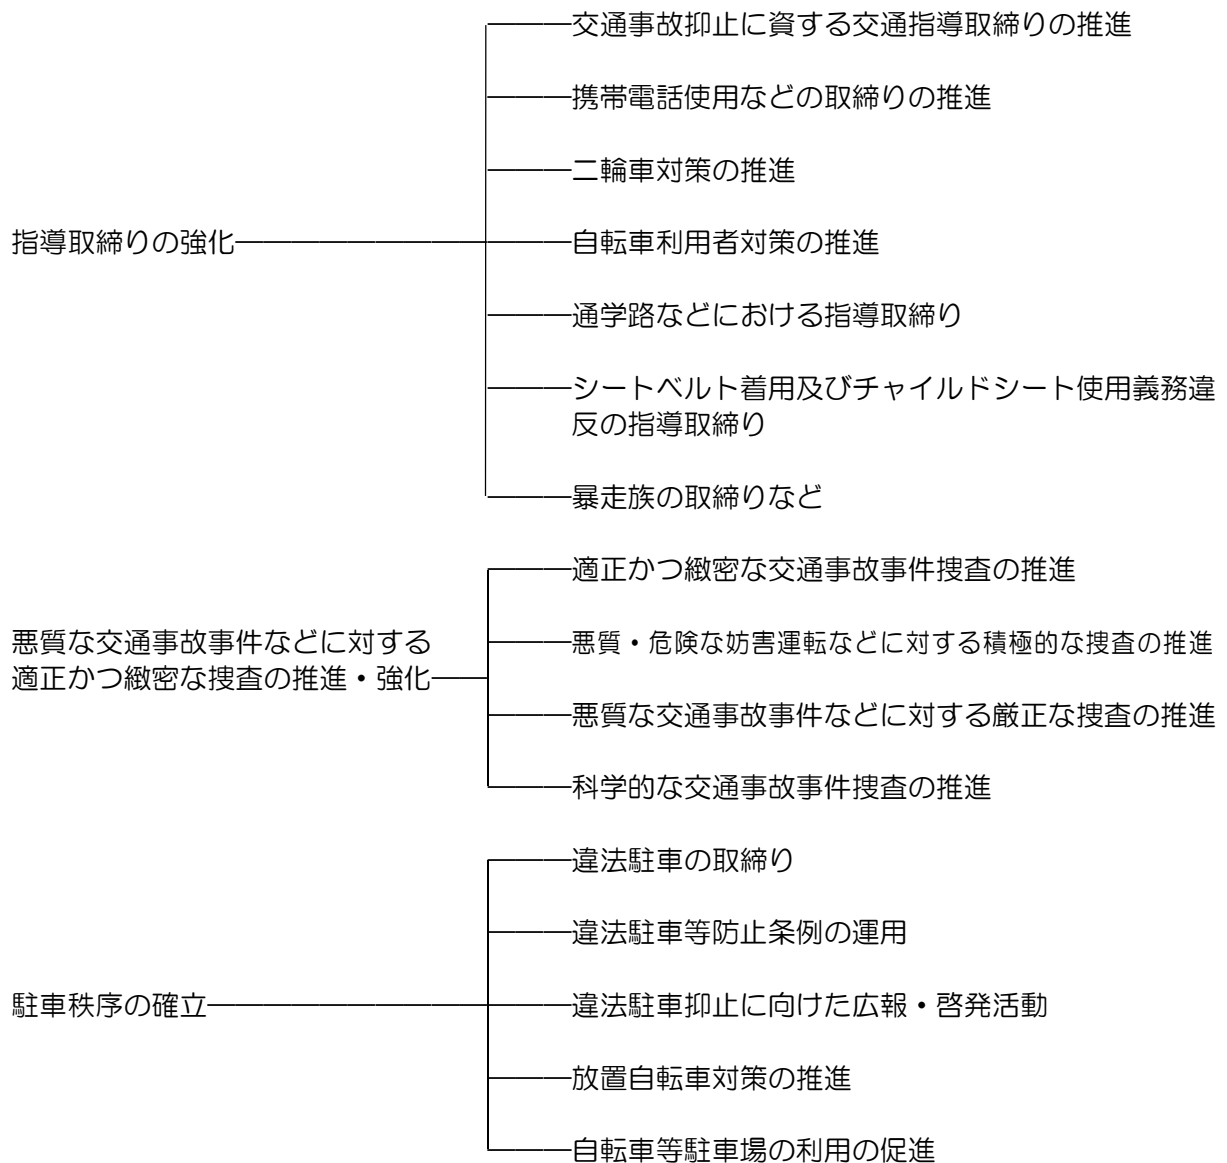 交通事故抑止に資する交通指導取締りの推進
携帯電話使用などの取締りの推進
二輪車対策の推進
指導取締りの強化
自転車利用者対策の推進
通学路などにおける指導取締り
シートベルト着用及びチャイルドシート使用義務違
反の指導取締り
暴走族の取締りなど
適正かつ緻密な交通事故事件捜査の推進
悪質な交通事故事件などに対する
適正かつ緻密な捜査の推進・強化
悪質・危険な妨害運転などに対する積極的な捜査の推進
悪質な交通事故事件などに対する厳正な捜査の推進
科学的な交通事故事件捜査の推進
違法駐車の取締り
違法駐車等防止条例の運用
駐車秩序の確立
違法駐車抑止に向けた広報・啓発活動
放置自転車対策の推進
自転車等駐車場の利用の促進